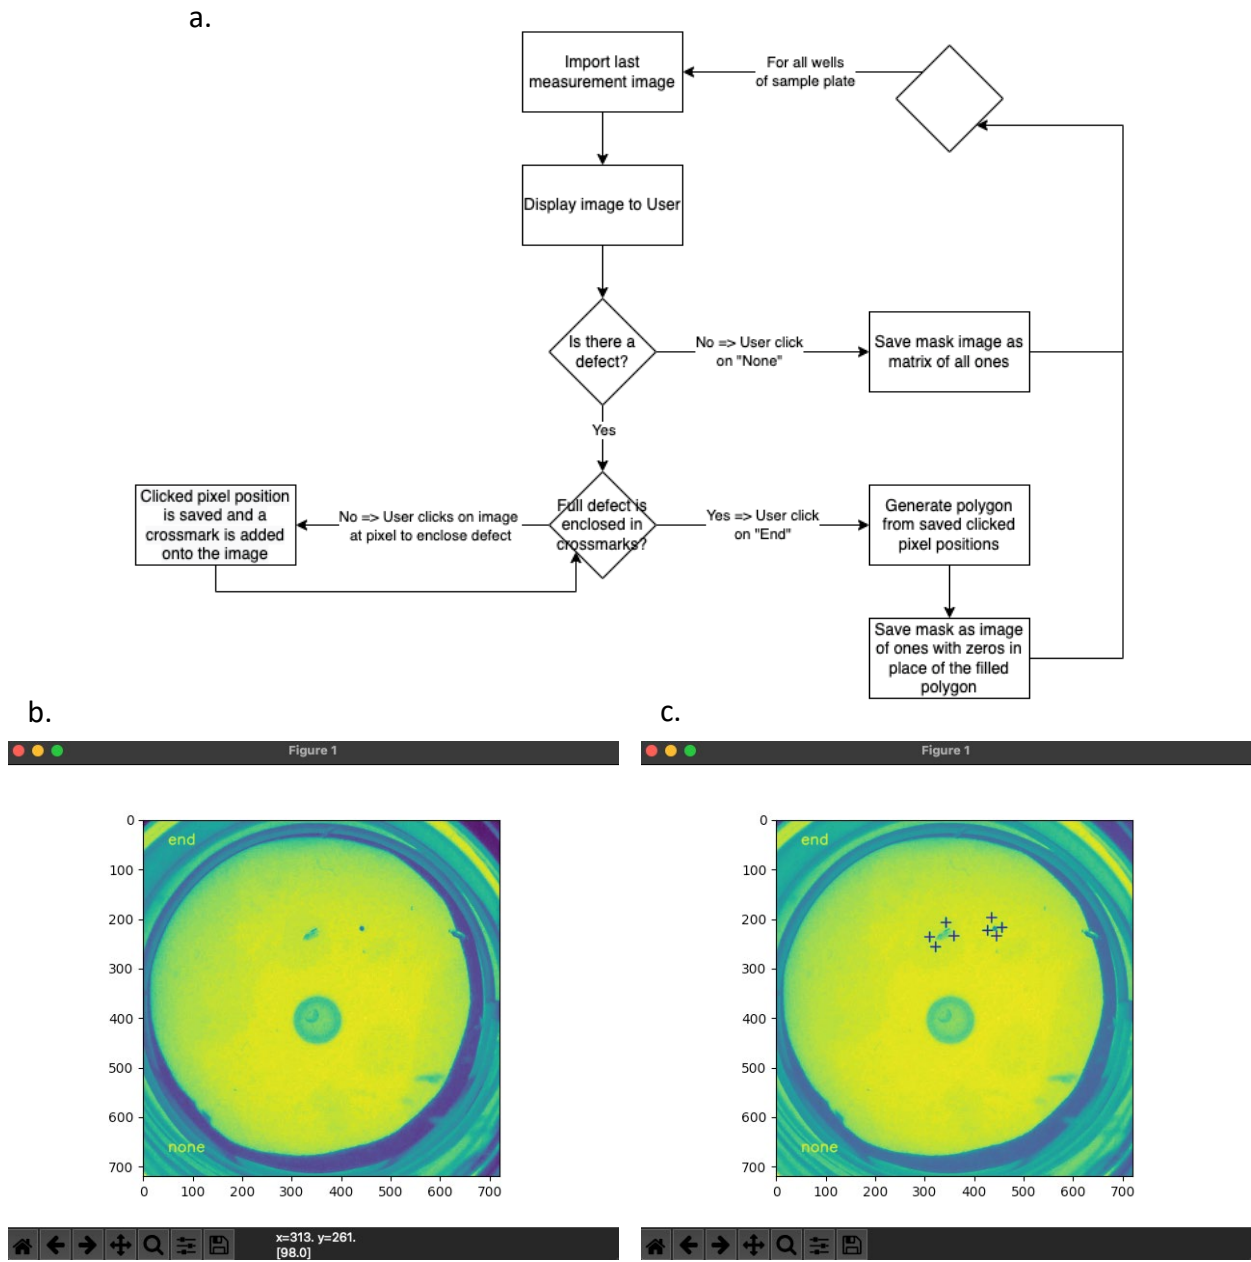 a.
Import last
measurement image
For all wells
of sample plate
Display image to User
Is there a
defect?
No => User click
on "None"
Save mask image as
matrix of all ones
Yes
Clicked pixel position
is saved and a
crossmark is added
onto the image
No => User clicks on image
at pixel to enclose defect
Full defect is
enclosed in
crossmarks?
Yes => User click
on "End"
Generate polygon
from saved clicked
pixel positions
Save mask as image
of ones with zeros in
place of the filled
polygon
b.
Figure 1
0
100
200
300
400
500
600
700
end
none
0 100 200 300 400 500 600 700
x=313. y=261.
[98.0]
c.
Figure 1
0
100
200
300
400
500
600
700
end
none
0 100 200 300 400 500 600 700